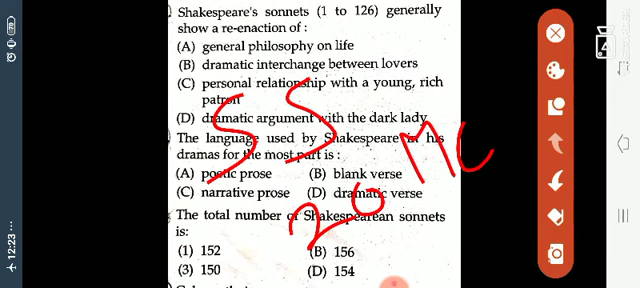 Shakespeare's sonnets (1 to 126) generally
show a re-enaction of :
(A) general philosophy on life
(B) dramatic interchange between lovers
(C) personal relationship with a young, rich
patron
(D) dramatic argument with the dark lady
The language used by Shakespeare in his
dramas for the most part is :
(A) poetic prose (B) blank verse
(C) narrative prose (D) dramatic verse
The total number of Shakespearean sonnets
is:
(1) 152 (B) 156
(3) 150 (D) 154
S S
20 MC
12:23